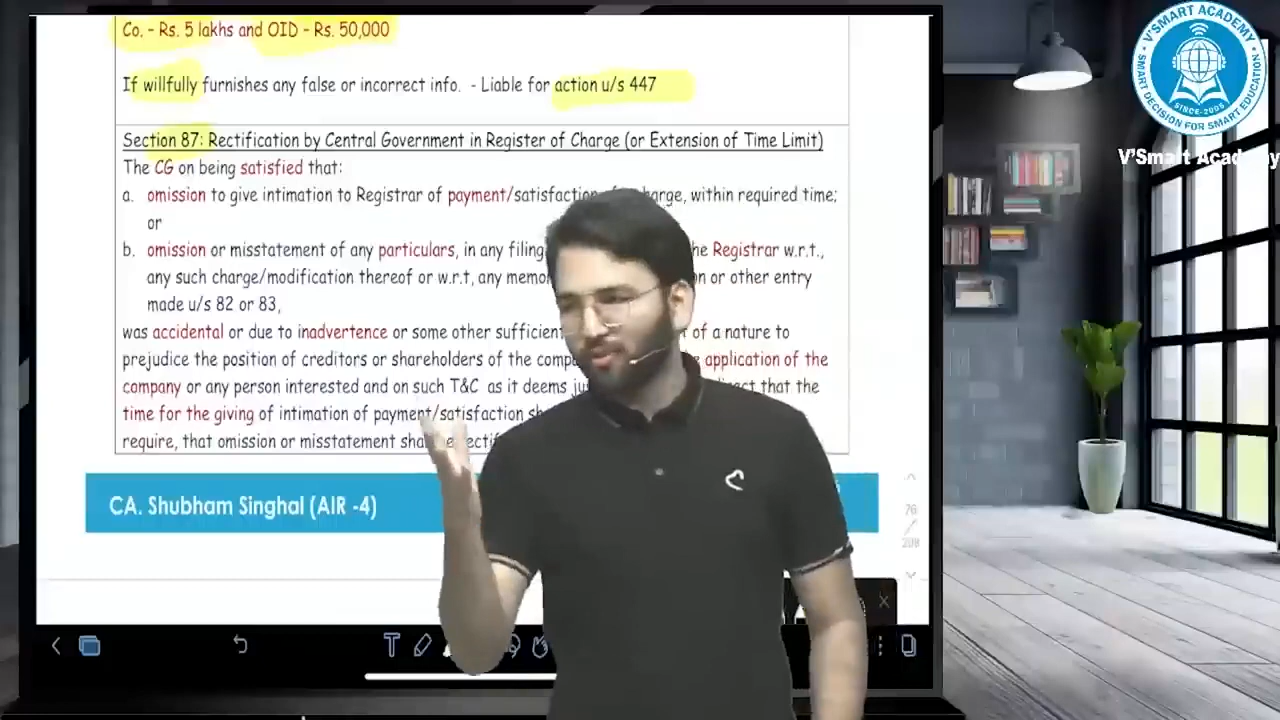 Co. - Rs. 5 lakhs and OID - Rs. 50,000
If willfully furnishes any false or incorrect info. - Liable for action u/s 447
Section 87: Rectification by Central Government in Register of Charge (or Extension of Time Limit)
The CG on being satisfied that:
a. omission to give intimation to Registrar of payment/satisfaction, within required time;
or
b. omission or misstatement of any particulars, in any filing Registrar w.r.t.,
any such charge/modification thereof or w.r.t, any or other entry
made u/s 82 or 83,
was accidental or due to inadvertence or some other sufficient of a nature to
prejudice the position of creditors or shareholders of the application of the
company or any person interested and on such T&C as it deems that the
time for the giving of intimation of payment/satisfaction
require, that omission or misstatement
CA. Shubham Singhal (AIR -4)
76
/
208
T
V'SMART ACADEMY
SMART DECISION FOR SMART EDUCATION
SINCE-2005
V'Smart Academy